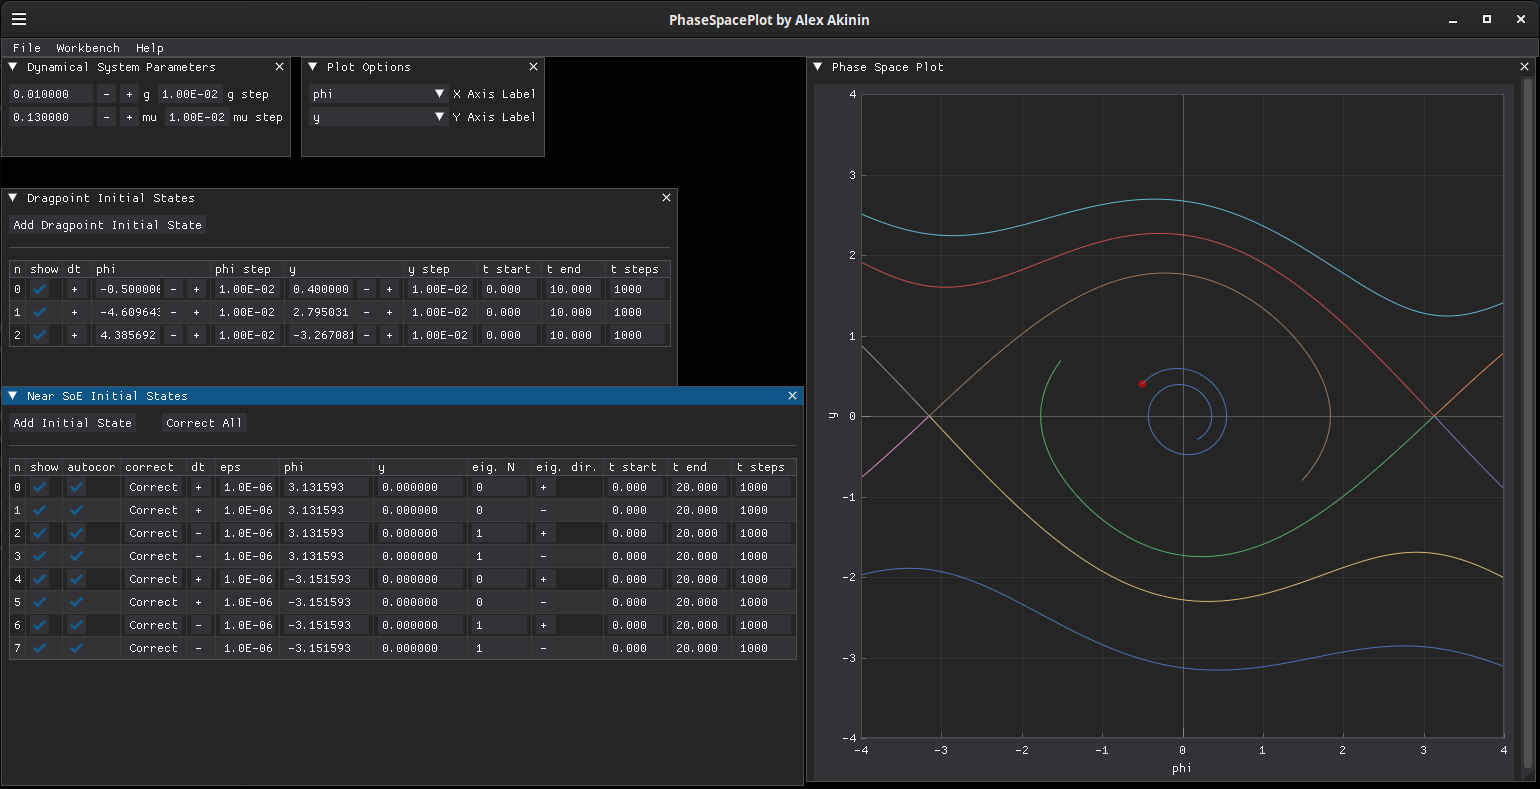 PhaseSpacePlot by Alex Akinin
File Workbench Help
Dynamical System Parameters
0.010000 - + g 1.00E-02 g step
0.130000 - + mu 1.00E-02 mu step
Plot Options
phi X Axis Label
y Y Axis Label
Dragpoint Initial States
Add Dragpoint Initial State
n show dt phi phi step y y step t start t end t steps
0 + -0.500000 - + 1.00E-02 0.400000 - + 1.00E-02 0.000 10.000 1000
1 + -4.609643 - + 1.00E-02 2.795031 - + 1.00E-02 0.000 10.000 1000
2 + 4.385692 - + 1.00E-02 -3.267081 - + 1.00E-02 0.000 10.000 1000
Near SoE Initial States
Add Initial State Correct All
n show autocor correct dt eps phi y eig. N eig. dir. t start t end t steps
0 Correct + 1.0E-06 3.131593 0.000000 0 + 0.000 20.000 1000
1 Correct + 1.0E-06 3.131593 0.000000 0 - 0.000 20.000 1000
2 Correct - 1.0E-06 3.131593 0.000000 1 + 0.000 20.000 1000
3 Correct - 1.0E-06 3.131593 0.000000 1 - 0.000 20.000 1000
4 Correct + 1.0E-06 -3.151593 0.000000 0 + 0.000 20.000 1000
5 Correct + 1.0E-06 -3.151593 0.000000 0 - 0.000 20.000 1000
6 Correct - 1.0E-06 -3.151593 0.000000 1 + 0.000 20.000 1000
7 Correct - 1.0E-06 -3.151593 0.000000 1 - 0.000 20.000 1000
Phase Space Plot
4
3
2
1
0
-1
-2
-3
-4
y
-4 -3 -2 -1 0 1 2 3 4
phi